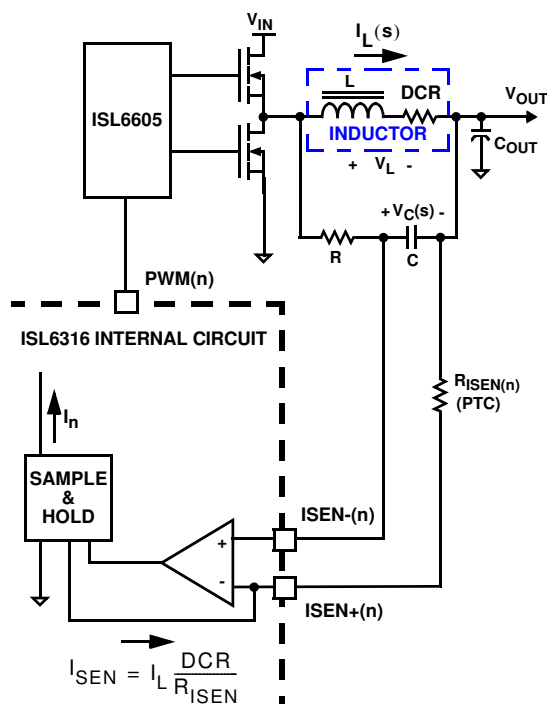 V_IN
I_L(s)
ISL6605
L
DCR
V_OUT
INDUCTOR
C_OUT
+ V_L -
+ V_C(s) -
R
C
PWM(n)
ISL6316 INTERNAL CIRCUIT
R_ISEN(n)
(PTC)
I_n
SAMPLE
&
HOLD
ISEN-(n)
+
-
ISEN+(n)
I_SEN = I_L DCR / R_ISEN